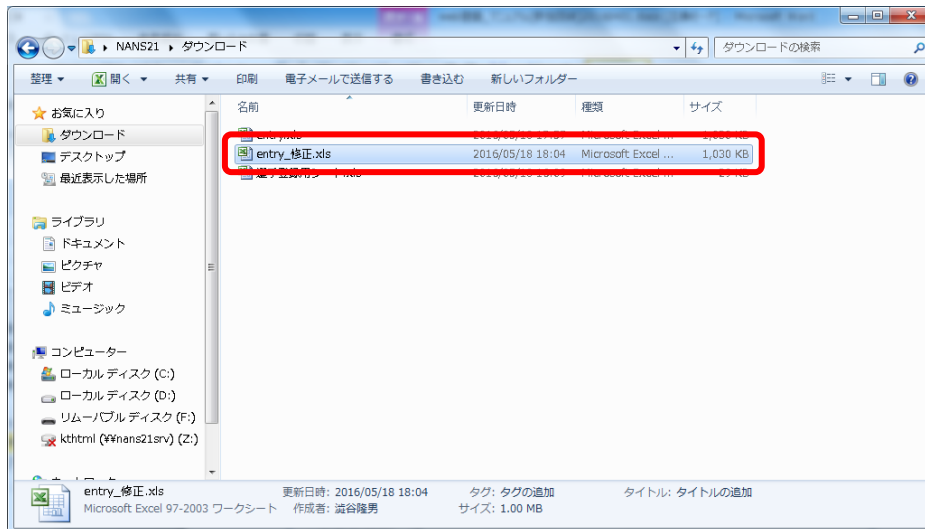 NANS21 ▸ ダウンロード
ダウンロードの検索
整理 開く 共有 印刷 電子メールで送信する 書き込む 新しいフォルダー
お気に入り
ダウンロード
デスクトップ
最近表示した場所
ライブラリ
ドキュメント
ピクチャ
ビデオ
ミュージック
コンピューター
ローカル ディスク (C:)
ローカル ディスク (D:)
リムーバブル ディスク (F:)
kthtml (¥¥nans21srv) (Z:)
名前 更新日時 種類 サイズ
entry_修正.xls 2016/05/18 18:04 Microsoft Excel ... 1,030 KB
entry_修正.xls 更新日時: 2016/05/18 18:04 タグ: タグの追加 タイトル: タイトルの追加
Microsoft Excel 97-2003 ワークシート 作成者: 澁谷隆男 サイズ: 1.00 MB